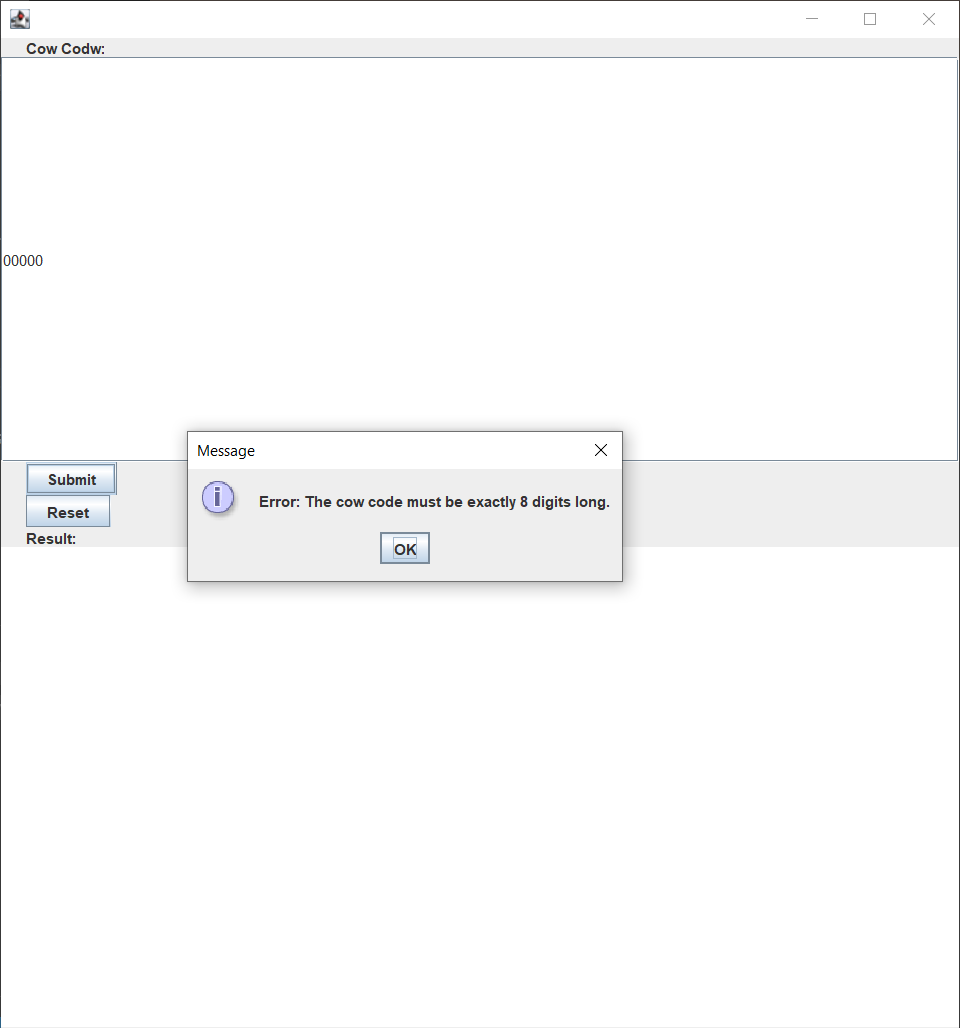 Cow Codw:
00000
Message
Error: The cow code must be exactly 8 digits long.
OK
Submit
Reset
Result: